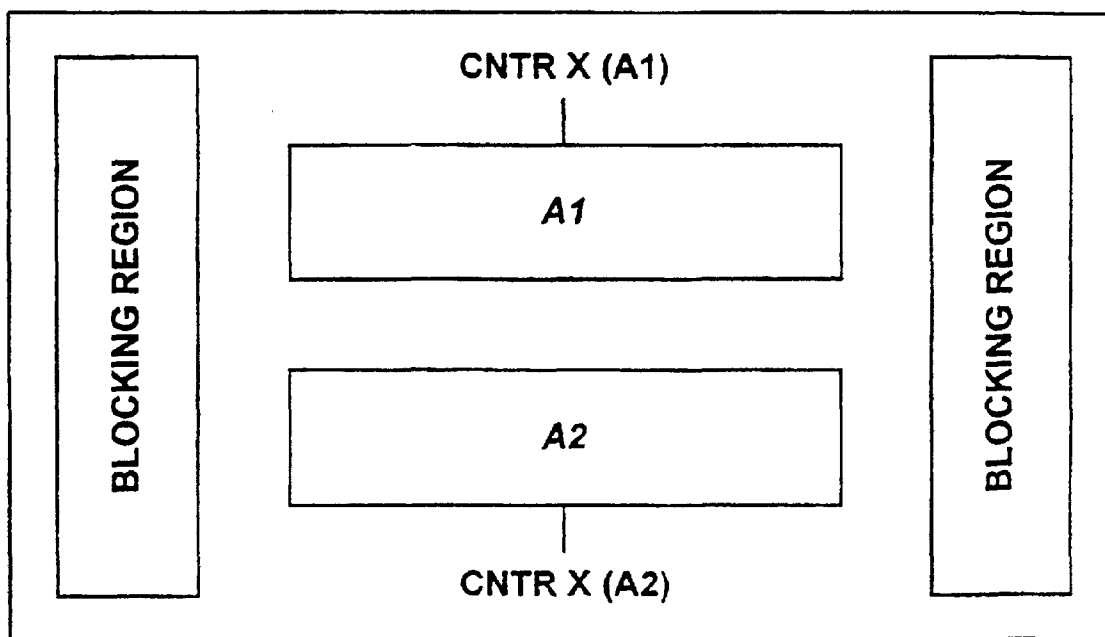 CNTR X (A1)
BLOCKING REGION
A1
BLOCKING REGION
A2
CNTR X (A2)